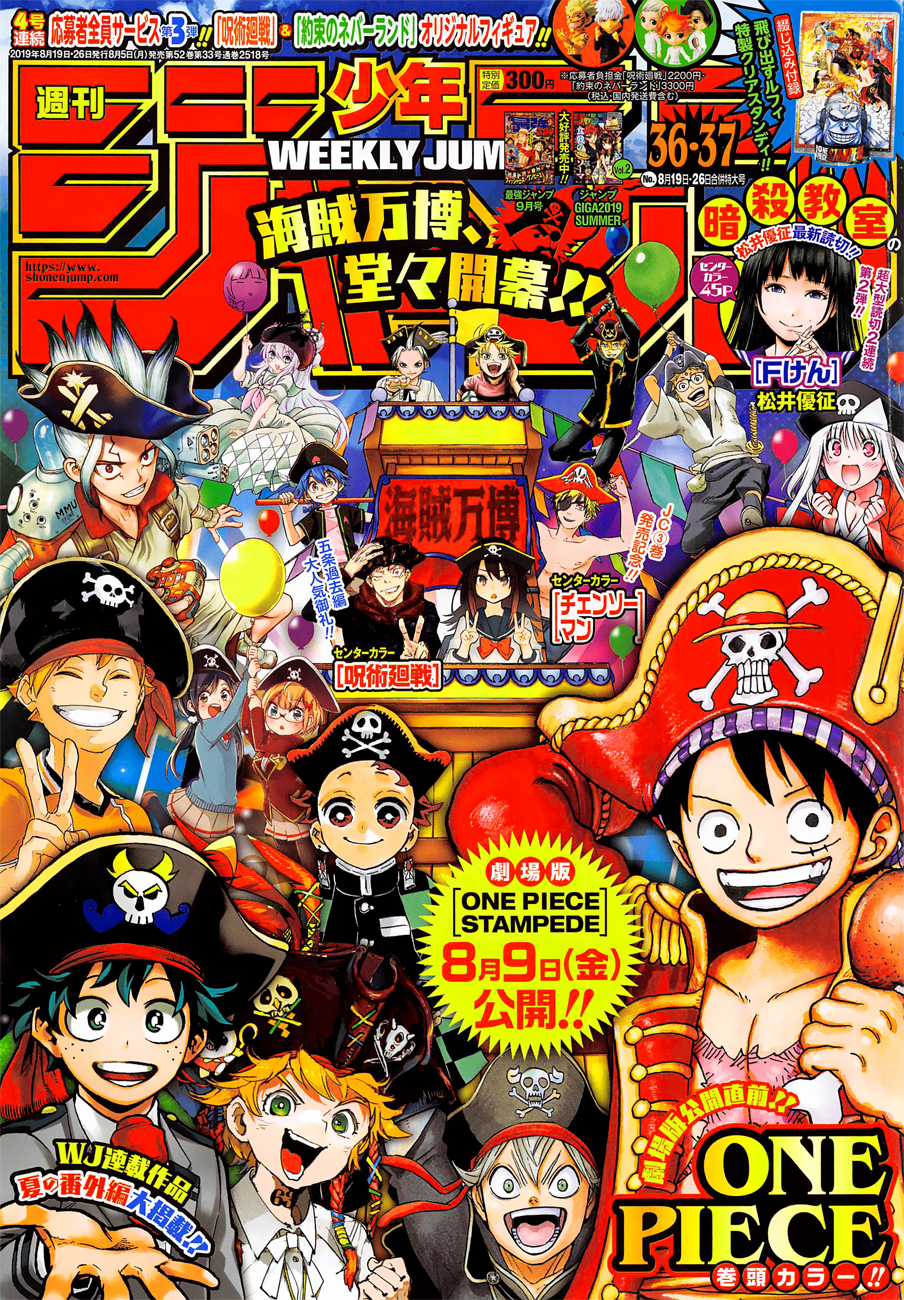 4号連続 応募者全員サービス第3弾!! 『呪術廻戦』&『約束のネバーランド』オリジナルフィギュア!!
2019年8月19日・26日発行8月5日(月)発売第52巻第33号通巻2518号
特別定価 300円
※応募者負担金「呪術廻戦」2200円・
「約束のネバーランド」3300円
(税込・国内発送費含む)
綴じ込み付録
飛び出すルフィ
特製クリアスタンディ!!
週刊
少年
ジャンプ
WEEKLY JUM
大好評発売中!!
Vol.2
最強ジャンプ
9月号
ジャンプ
GIGA2019
SUMMER
36・37
No. 8月19日・26日合併特大号
https://www.
shonenjump.com
海賊万博、
堂々開幕!!
暗殺教室の
松井優征最新読切!!
センターカラー45P
超大型読切2連続
第2弾!!
[Fけん]
松井優征
海賊万博
MMU
JC③巻
発売記念!!
センターカラー
[チェンソーマン]
五条過去編
大人気御礼!!
センターカラー
[呪術廻戦]
劇場版
[ONE PIECE
STAMPEDE]
8月9日(金)
公開!!
WJ連載作品
夏の番外編大掲載!!
劇場版公開直前!!
ONE
PIECE
巻頭カラー!!